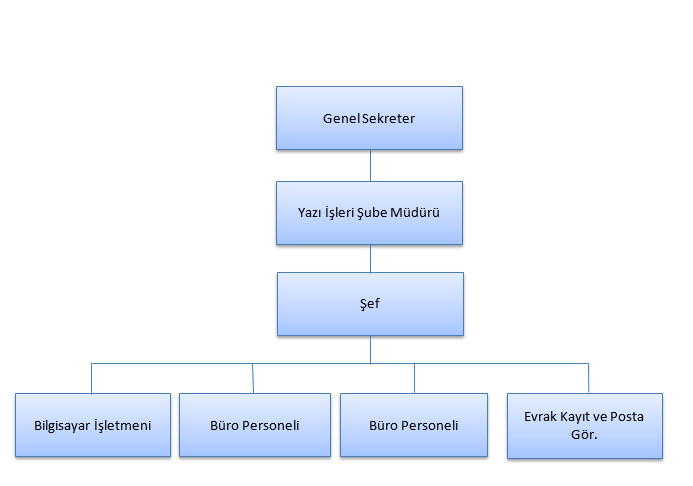 Genel Sekreter
Yazı İşleri Şube Müdürü
Şef
Bilgisayar İşletmeni
Büro Personeli
Büro Personeli
Evrak Kayıt ve Posta
Gör.